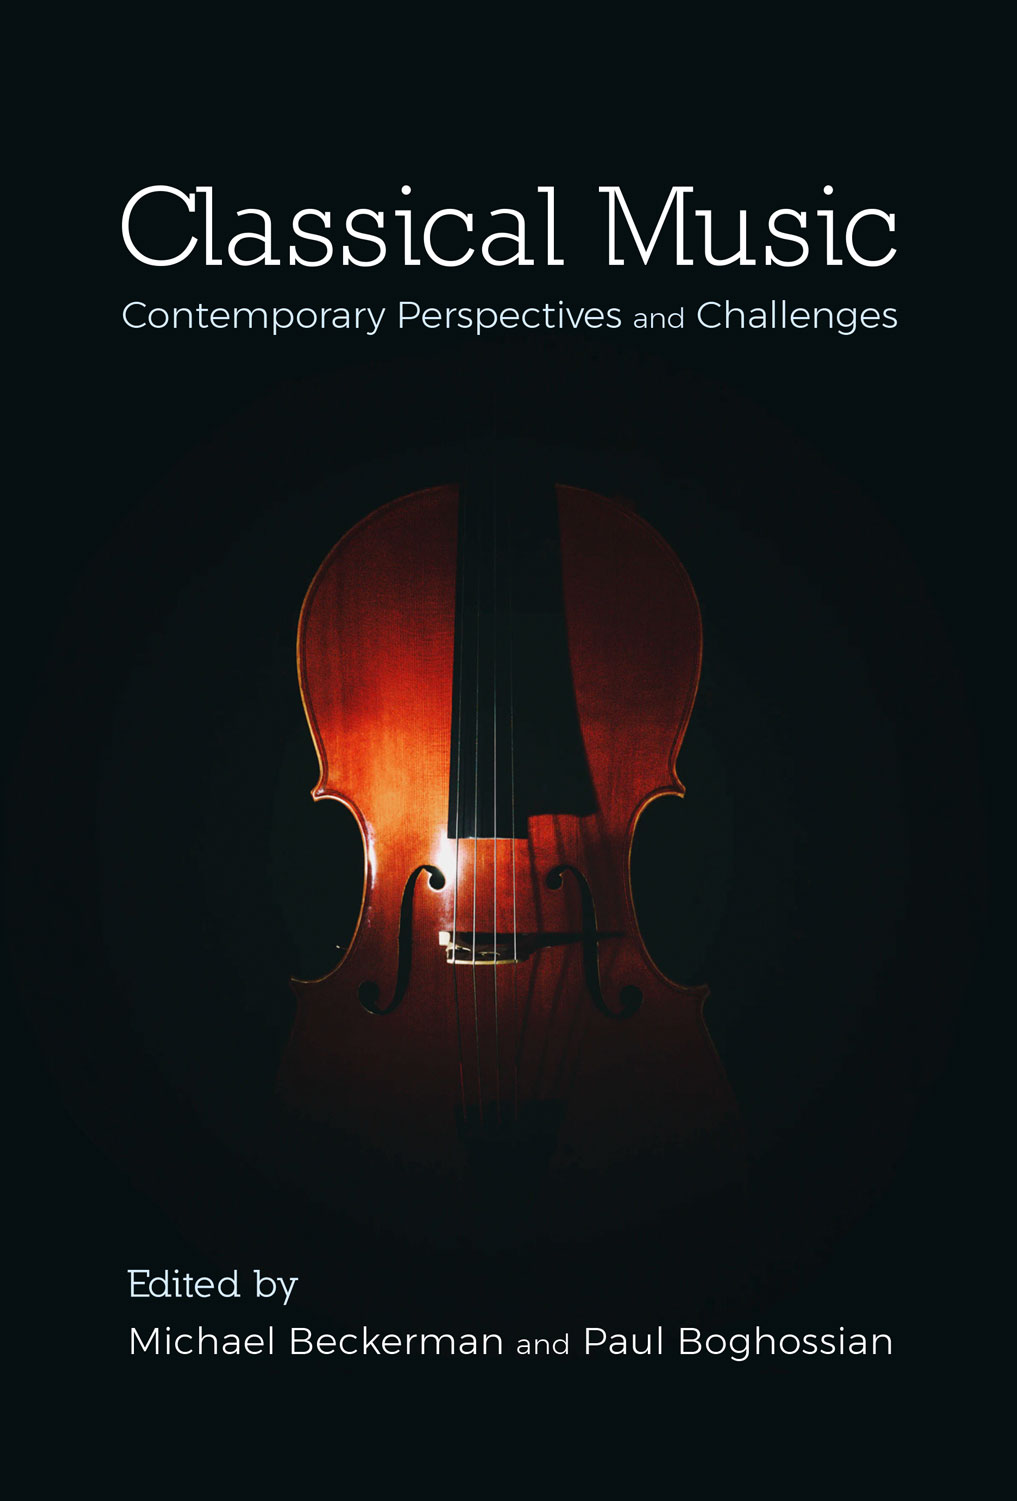 Classical Music
Contemporary Perspectives and Challenges
Edited by
Michael Beckerman and Paul Boghossian